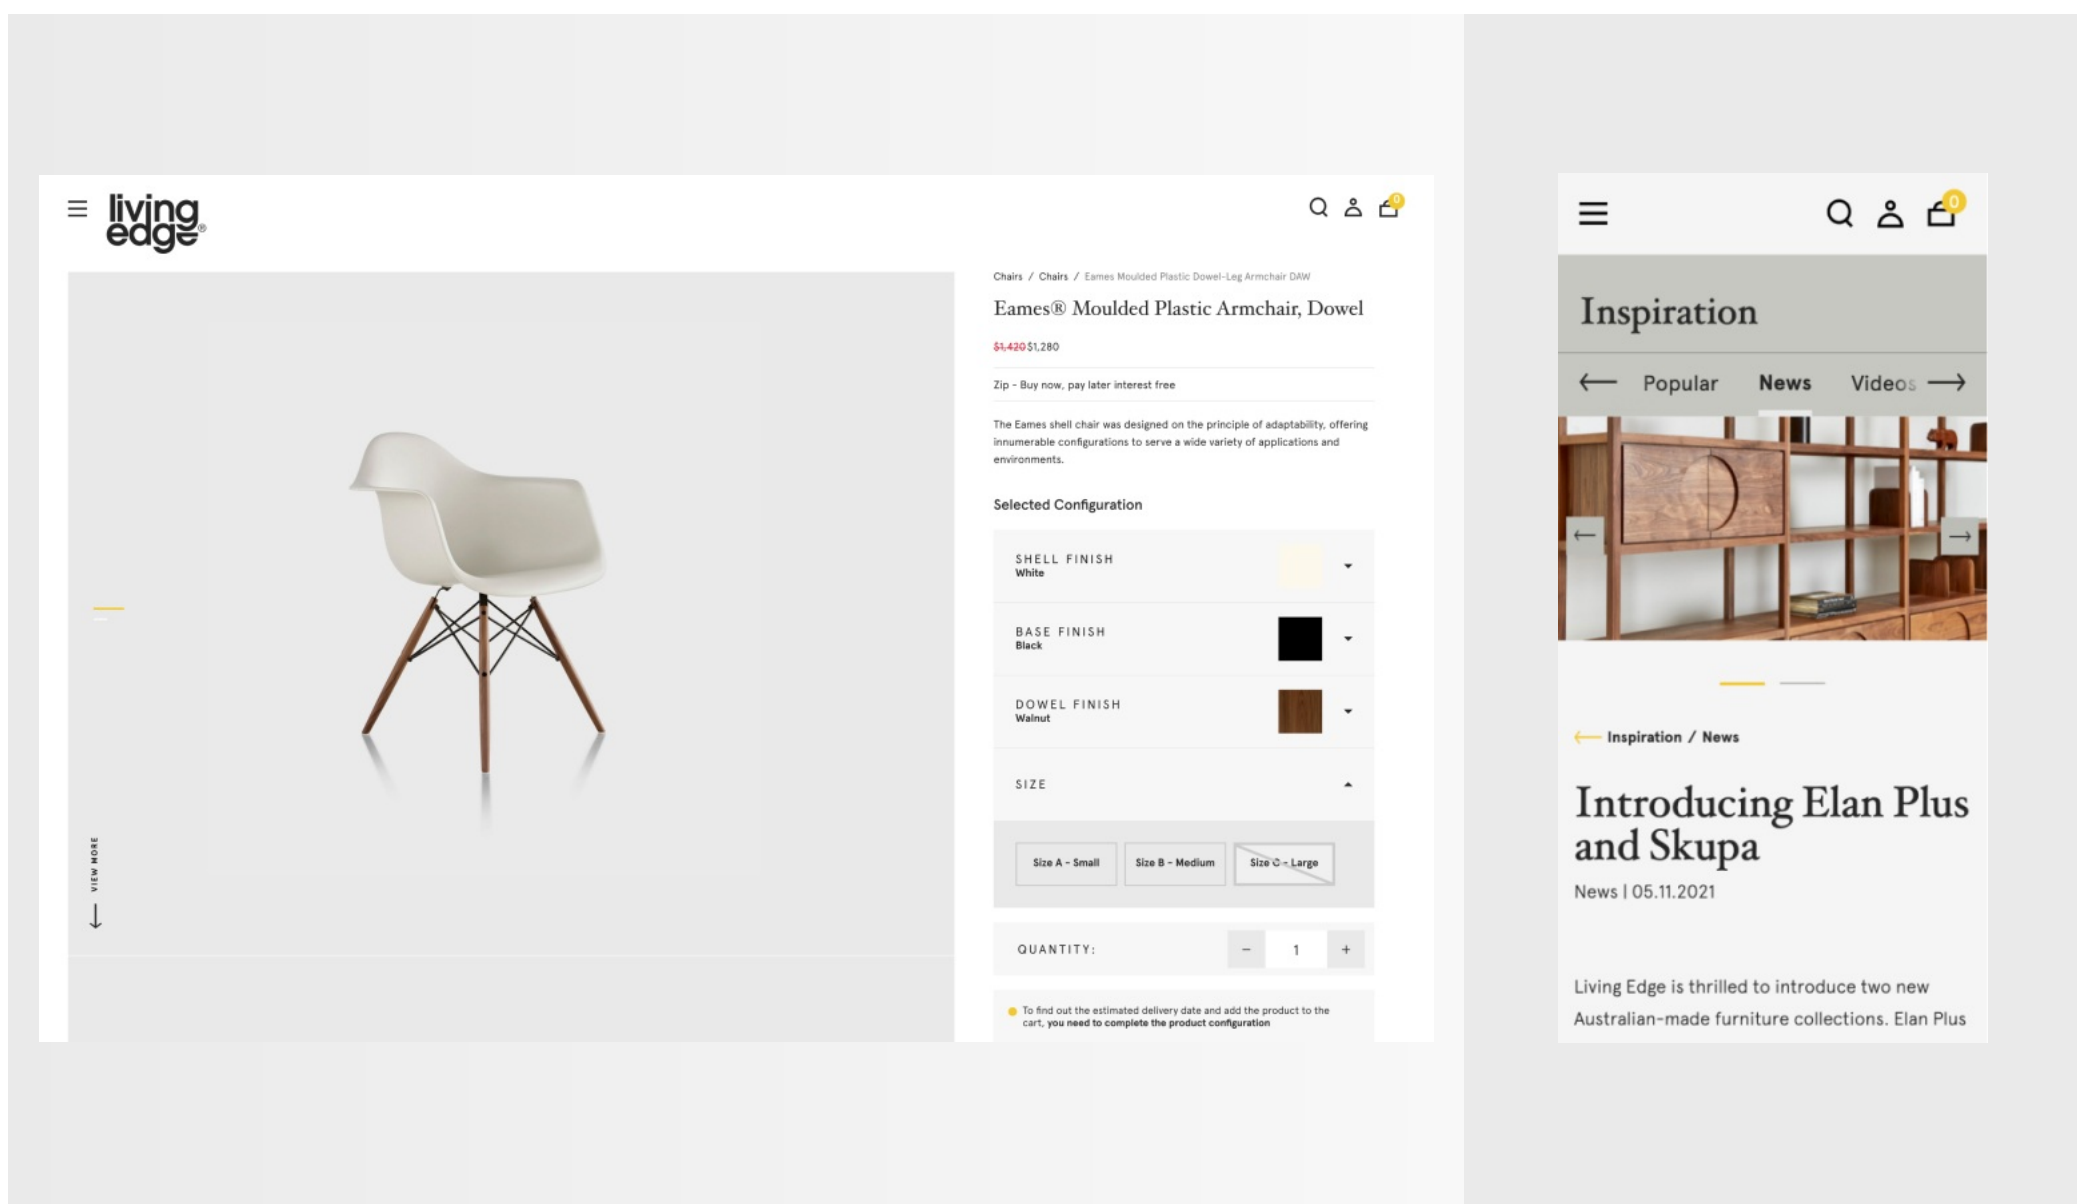 living
edge®
0
Chairs / Chairs / Eames Moulded Plastic Dowel-Leg Armchair DAW
Eames® Moulded Plastic Armchair, Dowel
$1,420 $1,280
Zip - Buy now, pay later interest free
The Eames shell chair was designed on the principle of adaptability, offering
innumerable configurations to serve a wide variety of applications and
environments.
Selected Configuration
SHELL FINISH
White
BASE FINISH
Black
DOWEL FINISH
Walnut
SIZE
Size A - Small
Size B - Medium
Size C - Large
QUANTITY:
− 1 +
To find out the estimated delivery date and add the product to the
cart, you need to complete the product configuration
VIEW MORE
0
Inspiration
Popular News Videos
Inspiration / News
Introducing Elan Plus
and Skupa
News | 05.11.2021
Living Edge is thrilled to introduce two new
Australian-made furniture collections. Elan Plus